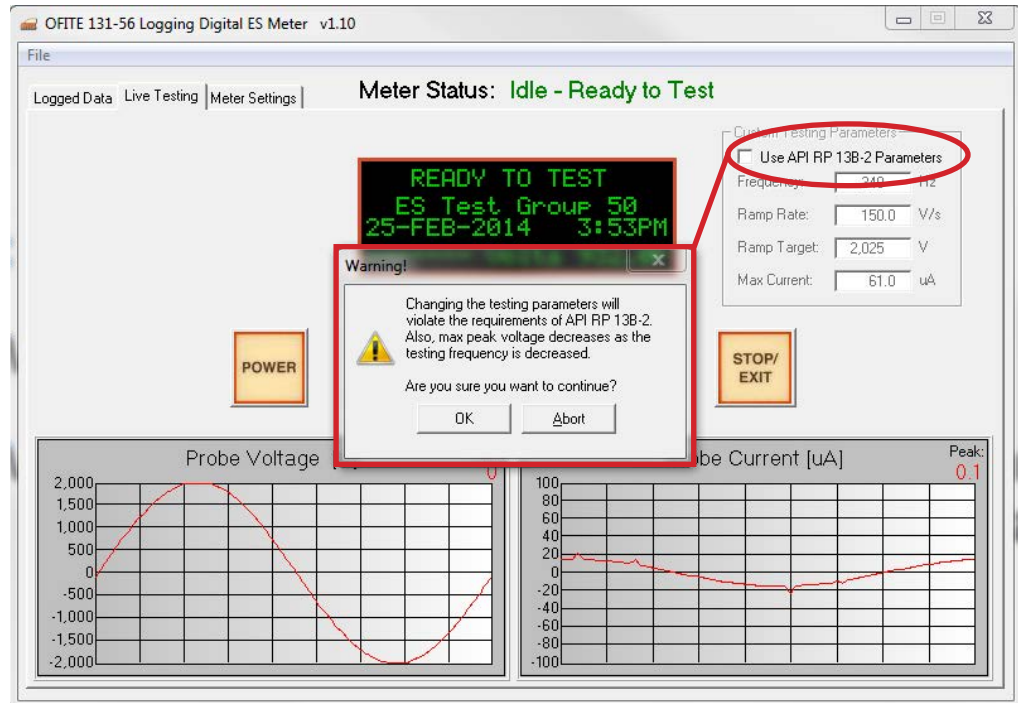 OFITE 131-56 Logging Digital ES Meter v1.10
File
Logged Data Live Testing Meter Settings
Meter Status: Idle - Ready to Test
Custom Testing Parameters
Use API RP 13B-2 Parameters
Frequency: 340 Hz
Ramp Rate: 150.0 V/s
Ramp Target: 2,025 V
Max Current: 61.0 uA
READY TO TEST
ES Test Group 50
25-FEB-2014 3:53PM
Warning!
Changing the testing parameters will
violate the requirements of API RP 13B-2.
Also, max peak voltage decreases as the
testing frequency is decreased.
Are you sure you want to continue?
OK Abort
POWER
STOP/
EXIT
Probe Voltage
0
2,000
1,500
1,000
500
0
-500
-1,000
-1,500
-2,000
be Current [uA]
Peak:
0.1
100
80
60
40
20
0
-20
-40
-60
-80
-100